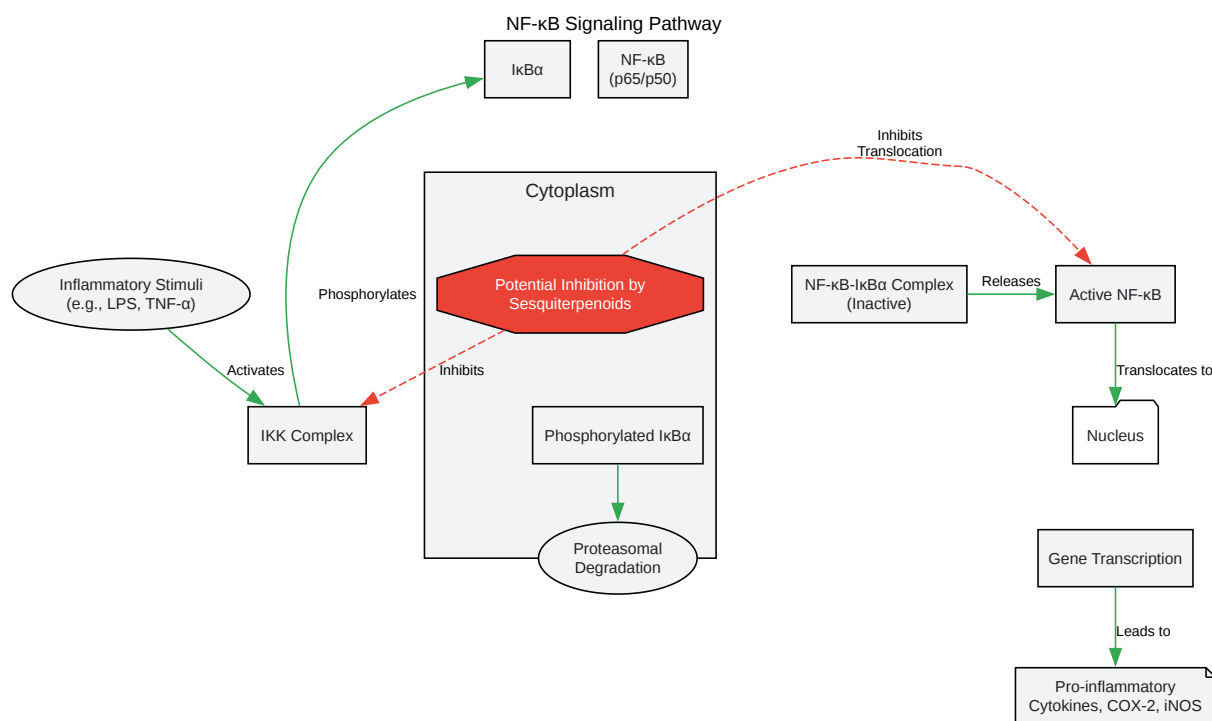 NF-κB Signaling Pathway
IκBα
NF-κB
(p65/p50)
Inhibits
Translocation
Cytoplasm
Inflammatory Stimuli
(e.g., LPS, TNF-α)
Phosphorylates
Potential Inhibition by
Sesquiterpenoids
NF-κB-IκBα Complex
(Inactive)
Releases
Active NF-κB
Activates
Inhibits
Translocates to
IKK Complex
Phosphorylated IκBα
Nucleus
Proteasomal
Degradation
Gene Transcription
Leads to
Pro-inflammatory
Cytokines, COX-2, iNOS